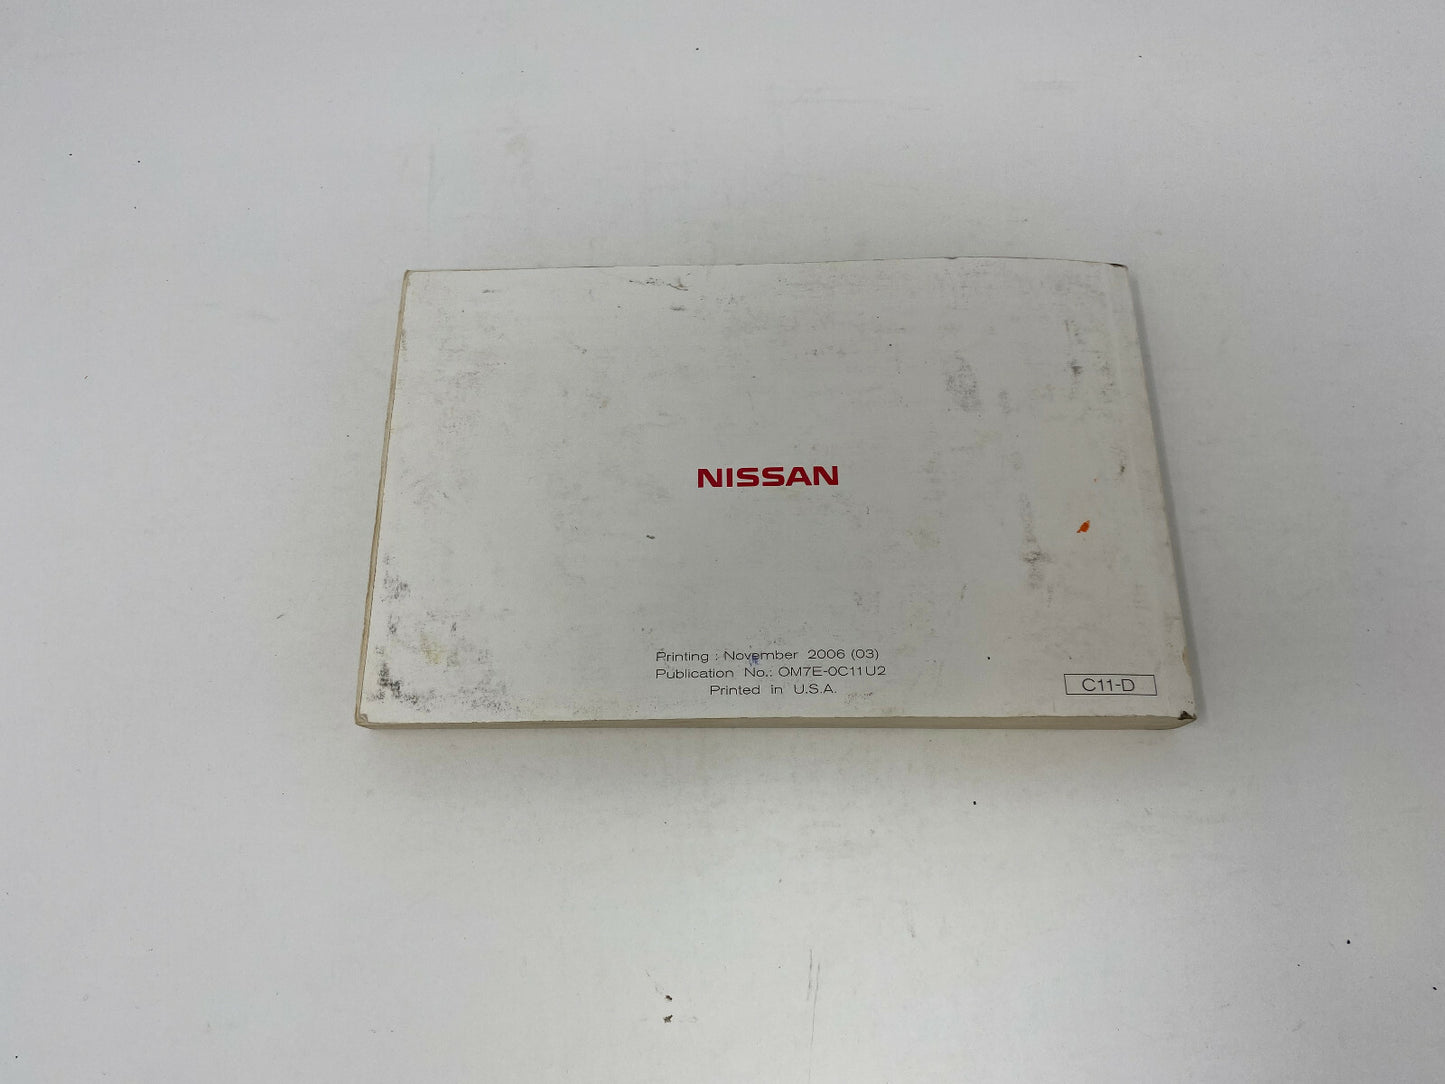 NISSAN
Printing : November 2006 (03)
Publication No.: OM7E-0C11U2
Printed in U.S.A.
C11-D